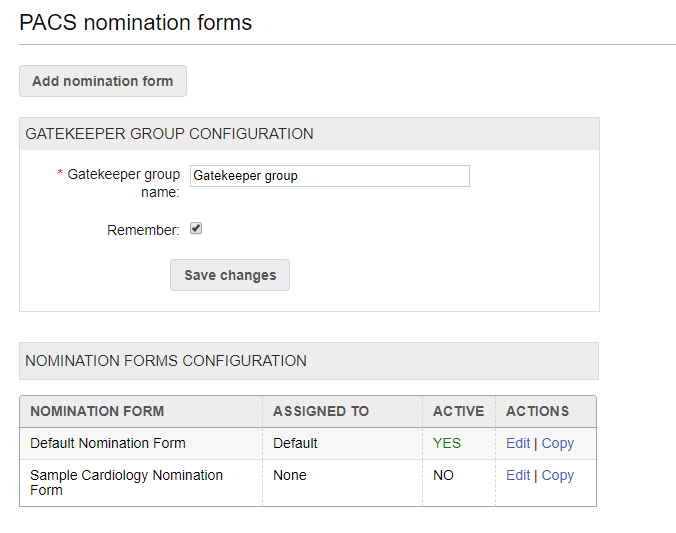 PACS nomination forms
Add nomination form
GATEKEEPER GROUP CONFIGURATION
* Gatekeeper group
name:
Gatekeeper group
Remember:
Save changes
NOMINATION FORMS CONFIGURATION
NOMINATION FORM ASSIGNED TO ACTIVE ACTIONS
Default Nomination Form Default YES Edit | Copy
Sample Cardiology Nomination None NO Edit | Copy
Form